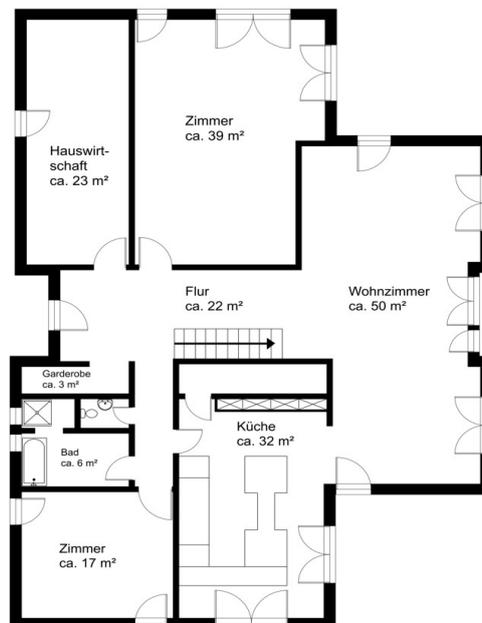 Zimmer
ca. 39 m²
Hauswirt-
schaft
ca. 23 m²
Flur
ca. 22 m²
Wohnzimmer
ca. 50 m²
Garderobe
ca. 3 m²
Küche
ca. 32 m²
Bad
ca. 6 m²
Zimmer
ca. 17 m²